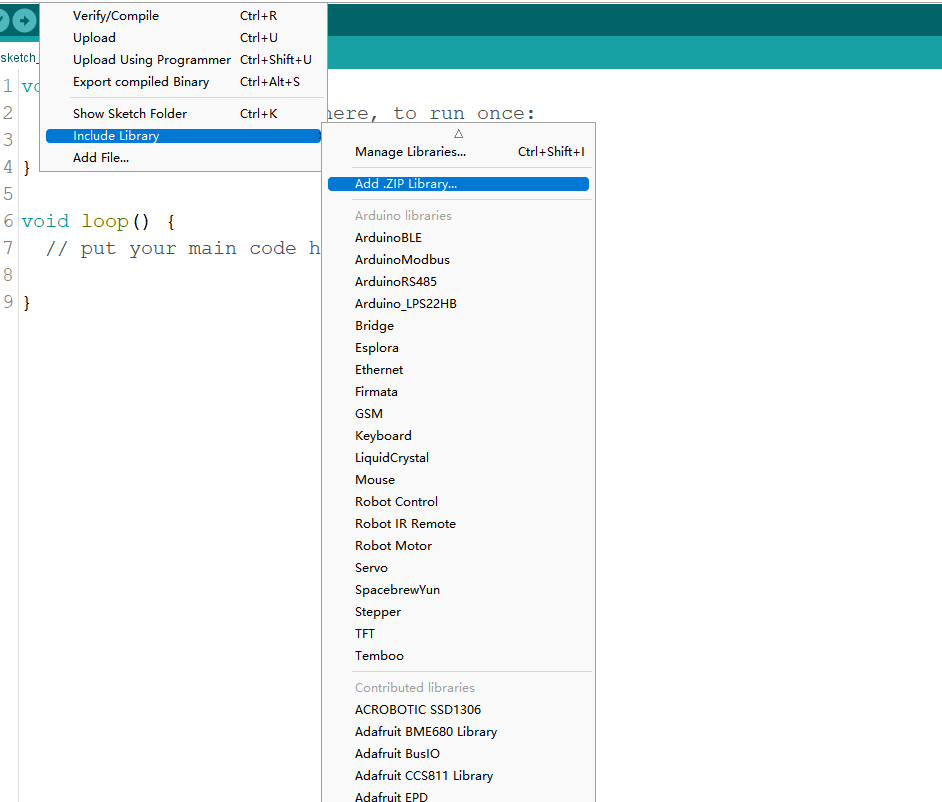 Verify/Compile Ctrl+R
Upload Ctrl+U
Upload Using Programmer Ctrl+Shift+U
Export compiled Binary Ctrl+Alt+S
Show Sketch Folder Ctrl+K
Include Library
Add File...
sketch_
1 vo
2 here, to run once:
3
4 }
5
6 void loop() {
7 // put your main code h
8
9 }
Manage Libraries... Ctrl+Shift+I
Add .ZIP Library...
Arduino libraries
ArduinoBLE
ArduinoModbus
ArduinoRS485
Arduino_LPS22HB
Bridge
Esplora
Ethernet
Firmata
GSM
Keyboard
LiquidCrystal
Mouse
Robot Control
Robot IR Remote
Robot Motor
Servo
SpacebrewYun
Stepper
TFT
Temboo
Contributed libraries
ACROBOTIC SSD1306
Adafruit BME680 Library
Adafruit BusIO
Adafruit CCS811 Library
Adafruit EPD